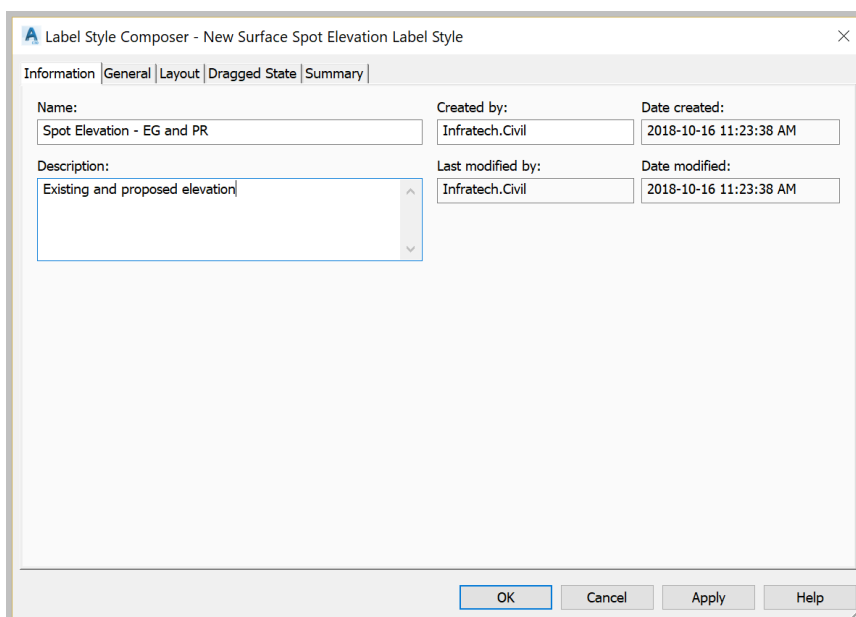 Label Style Composer - New Surface Spot Elevation Label Style
Information General Layout Dragged State Summary
Name: Created by: Date created:
Spot Elevation - EG and PR Infratech.Civil 2018-10-16 11:23:38 AM
Description: Last modified by: Date modified:
Existing and proposed elevation Infratech.Civil 2018-10-16 11:23:38 AM
OK Cancel Apply Help